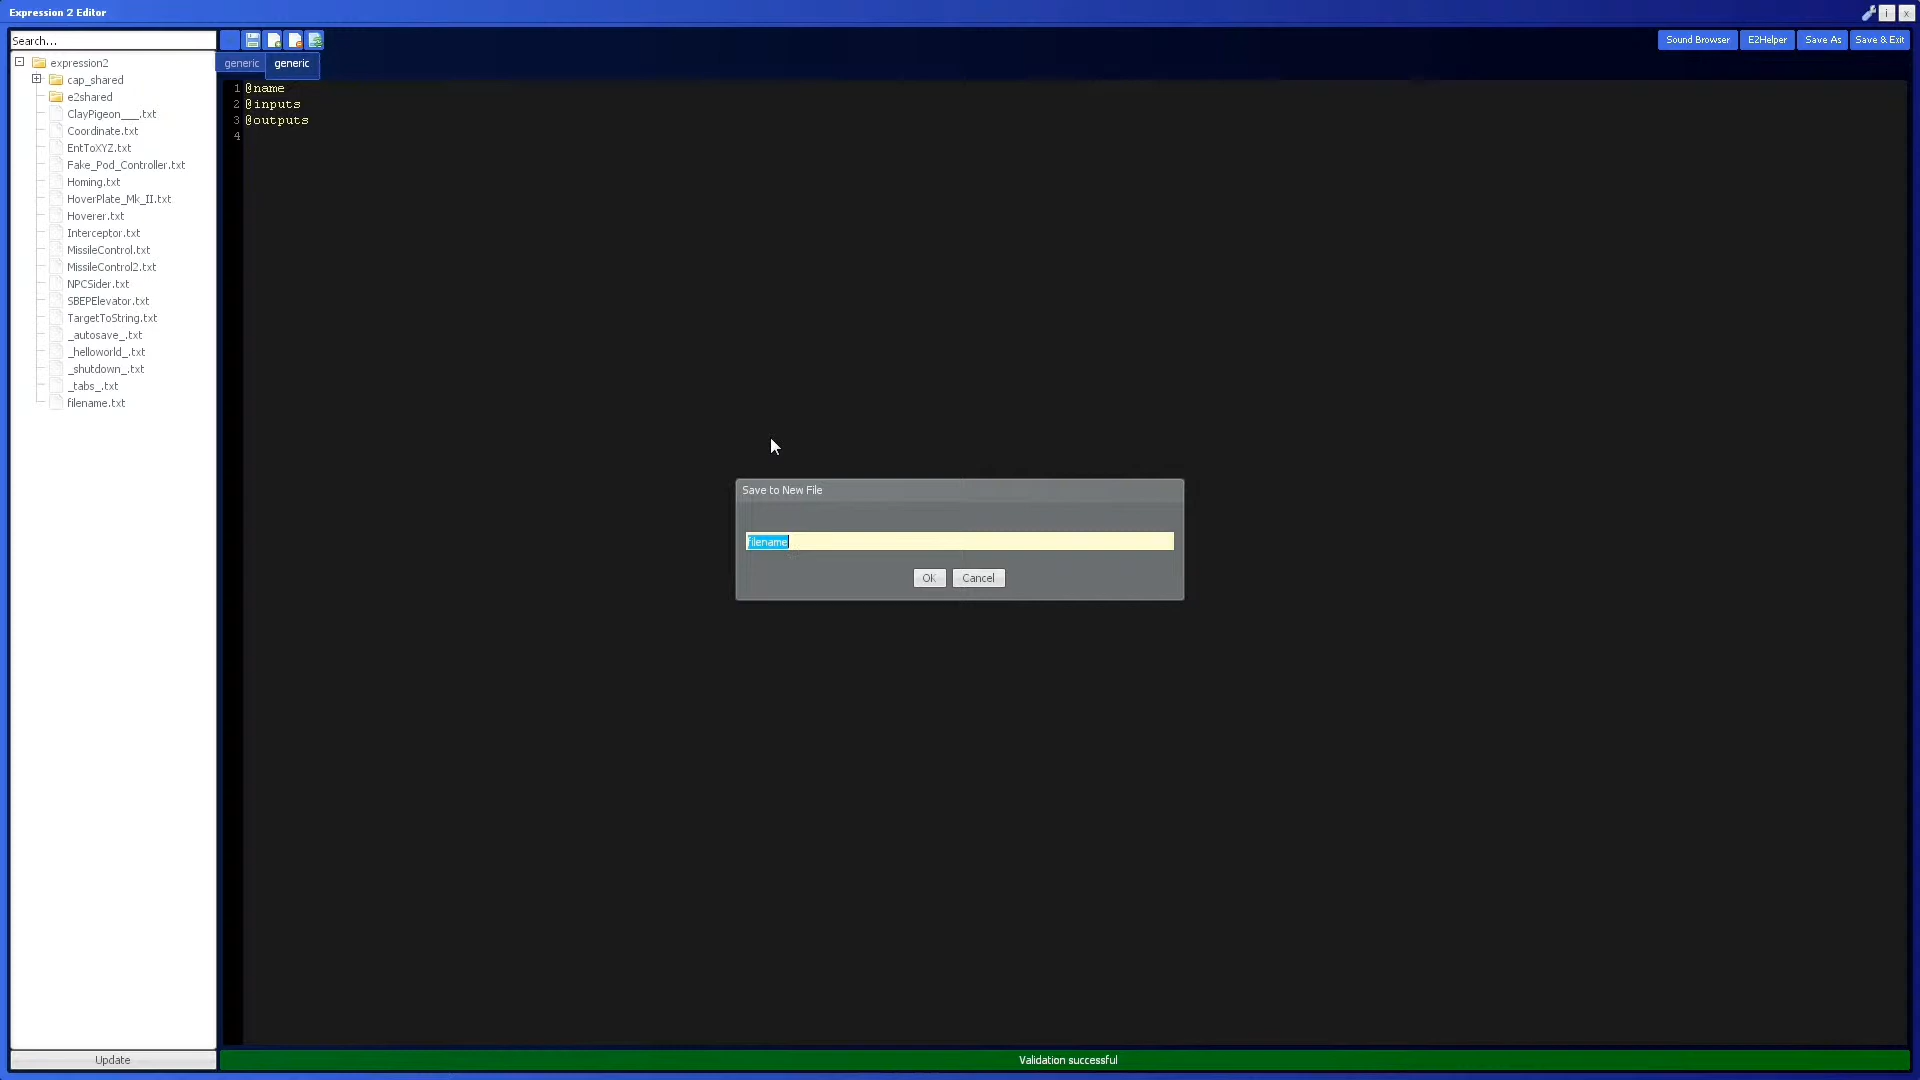 Expression 2 Editor
i
x
Search...
Sound Browser
E2Helper
Save As
Save & Exit
expression2
generic
generic
cap_shared
e2shared
ClayPigeon___.txt
Coordinate.txt
EntToXYZ.txt
Fake_Pod_Controller.txt
Homing.txt
HoverPlate_Mk_II.txt
Hoverer.txt
Interceptor.txt
MissileControl.txt
MissileControl2.txt
NPCSider.txt
SBEPElevator.txt
TargetToString.txt
_autosave_.txt
_helloworld_.txt
_shutdown_.txt
_tabs_.txt
filename.txt
1 @name
2 @inputs
3 @outputs
4
Save to New File
filename
OK
Cancel
Update
Validation successful